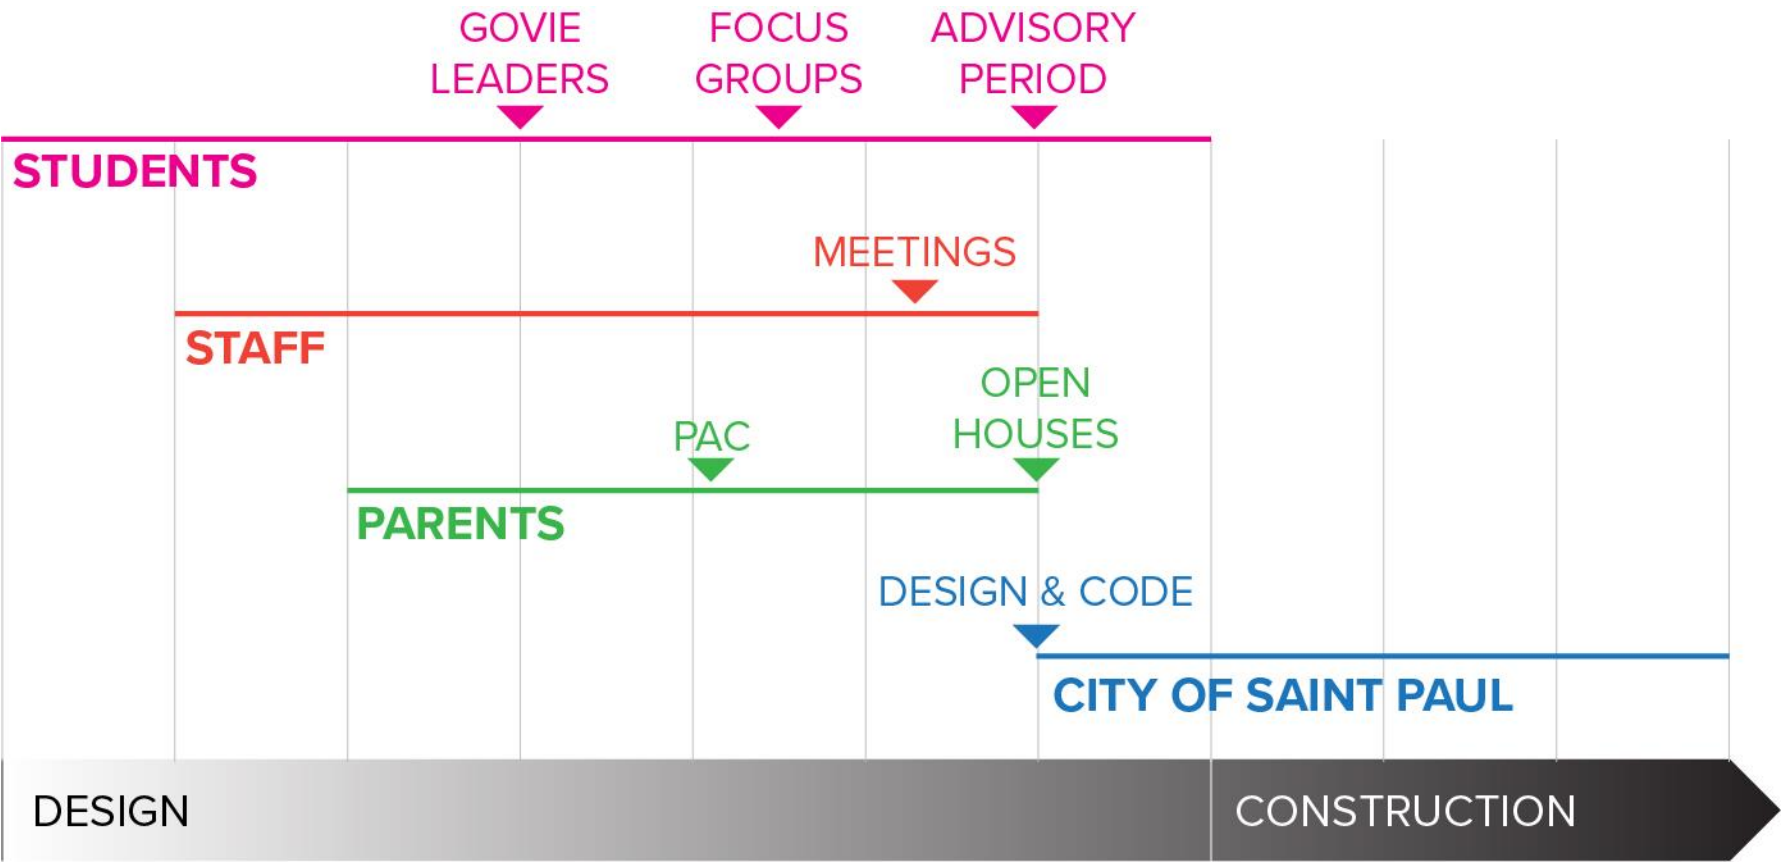 GOVIE
LEADERS
FOCUS
GROUPS
ADVISORY
PERIOD
STUDENTS
MEETINGS
STAFF
OPEN
HOUSES
PAC
PARENTS
DESIGN & CODE
CITY OF SAINT PAUL
DESIGN
CONSTRUCTION